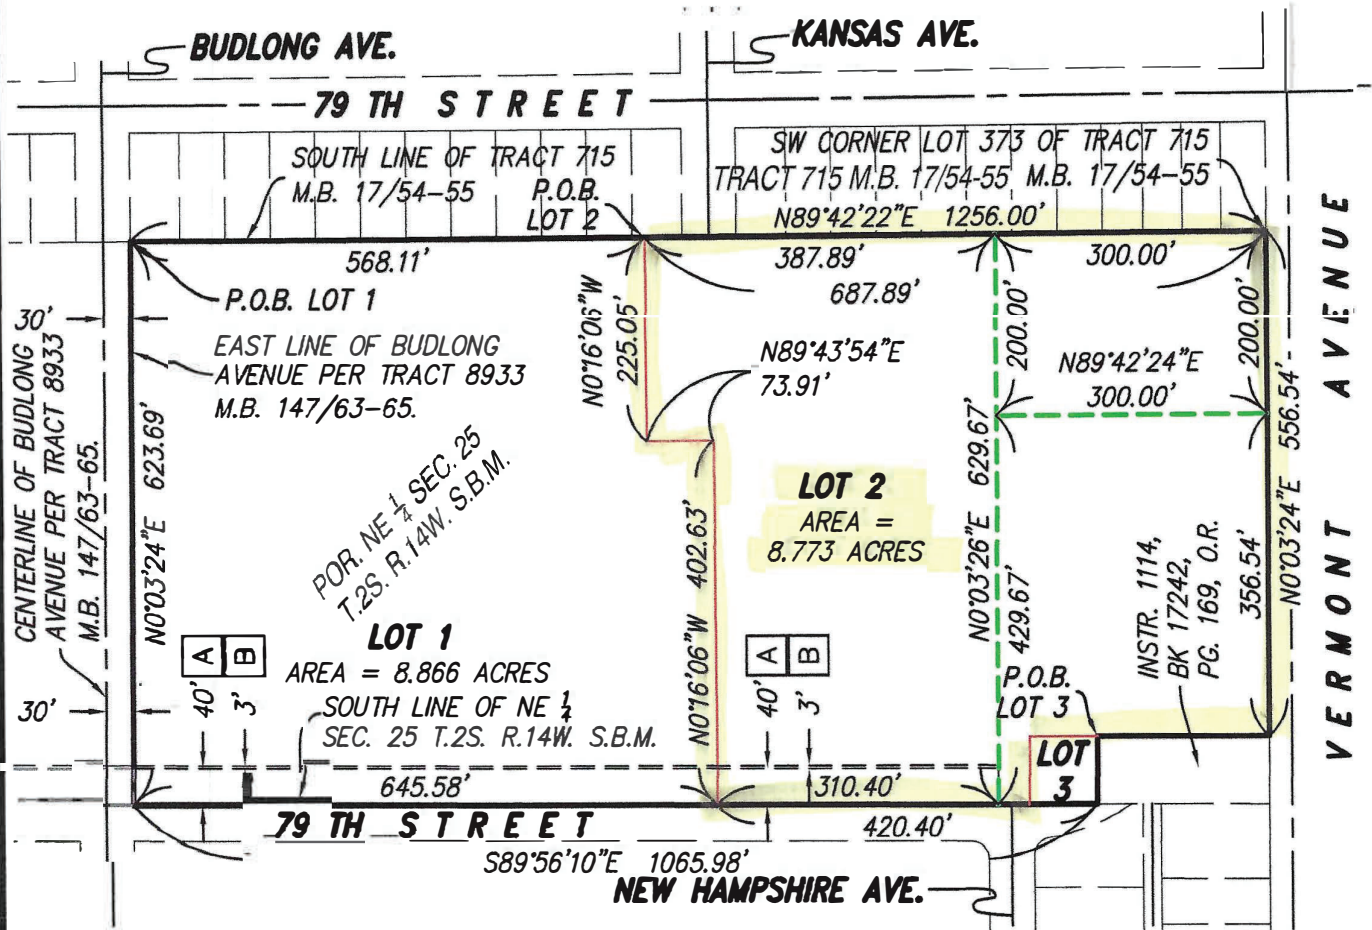 BUDLONG AVE.
KANSAS AVE.
79 TH STREET
SOUTH LINE OF TRACT 715
M.B. 17/54-55
P.O.B.
LOT 2
SW CORNER LOT 373 OF TRACT 715
TRACT 715 M.B. 17/54-55 M.B. 17/54-55
N89°42'22"E 1256.00'
568.11'
387.89'
300.00'
687.89'
P.O.B. LOT 1
30'
EAST LINE OF BUDLONG
AVENUE PER TRACT 8933
M.B. 147/63-65.
N0°16'06"W
225.05'
N89°43'54"E
73.91'
200.00'
N89°42'24"E
300.00'
200.00'
556.54'
N0°03'24"E
VERMONT AVENUE
CENTERLINE OF BUDLONG
AVENUE PER TRACT 8933
M.B. 147/63-65.
N0°03'24"E 623.69'
POR. NE 1/4 SEC. 25
T.2S. R.14W. S.B.M.
LOT 2
AREA =
8.773 ACRES
N0°16'06"W 402.63'
N0°03'26"E 629.67'
429.67'
INSTR. 1114,
BK 17242,
PG. 169, O.R.
356.54'
LOT 1
AREA = 8.866 ACRES
A B
A B
P.O.B.
LOT 3
30'
40'
3'
SOUTH LINE OF NE 1/4
SEC. 25 T.2S. R.14W. S.B.M.
40'
3'
LOT
3
645.58'
310.40'
79 TH STREET
420.40'
S89°56'10"E 1065.98'
NEW HAMPSHIRE AVE.